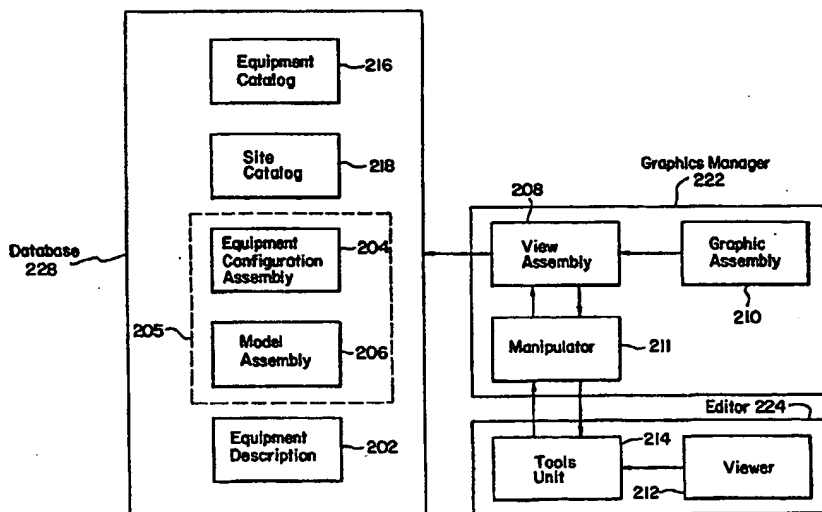 Equipment
Catalog
216
Site
Catalog
218
Graphics Manager
222
208
Database
228
Equipment
Configuration
Assembly
204
View
Assembly
Graphic
Assembly
210
205
Model
Assembly
206
Manipulator
211
Editor 224
Equipment
Description
202
214
Tools
Unit
Viewer
212